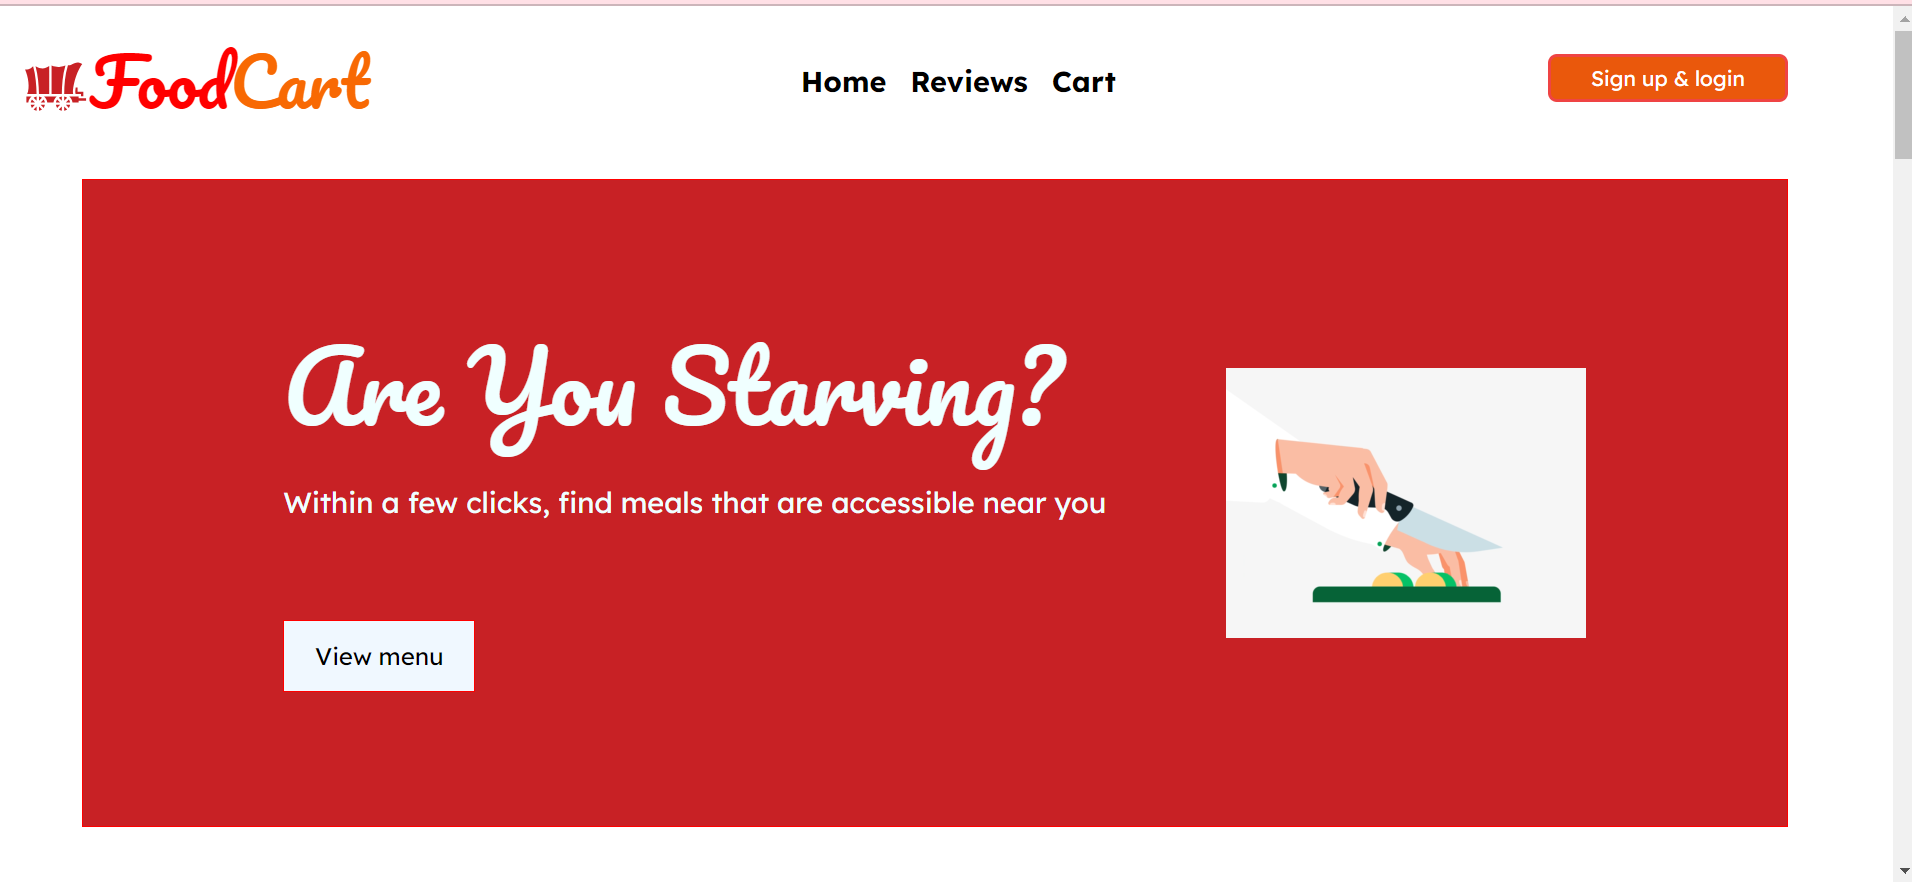 FoodCart
Home Reviews Cart
Sign up & login
Are You Starving?
Within a few clicks, find meals that are accessible near you
View menu